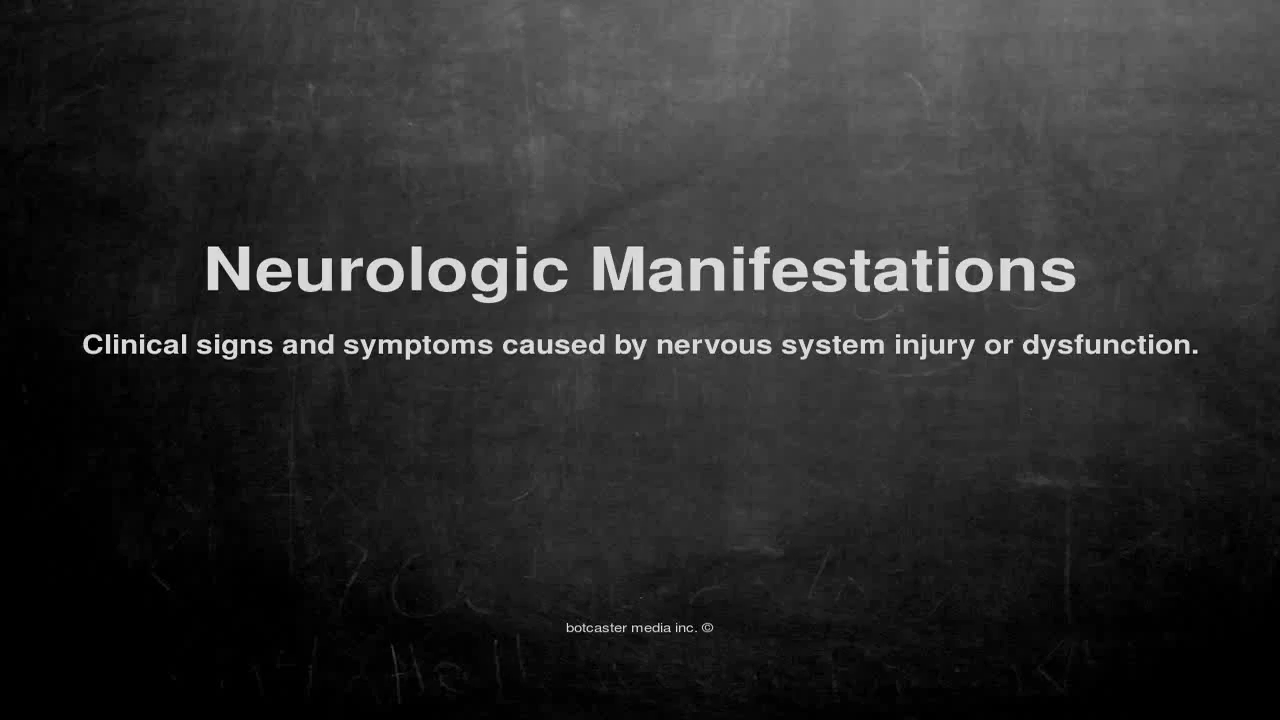 Neurologic Manifestations
Clinical signs and symptoms caused by nervous system injury or dysfunction.
botcaster media inc. ©